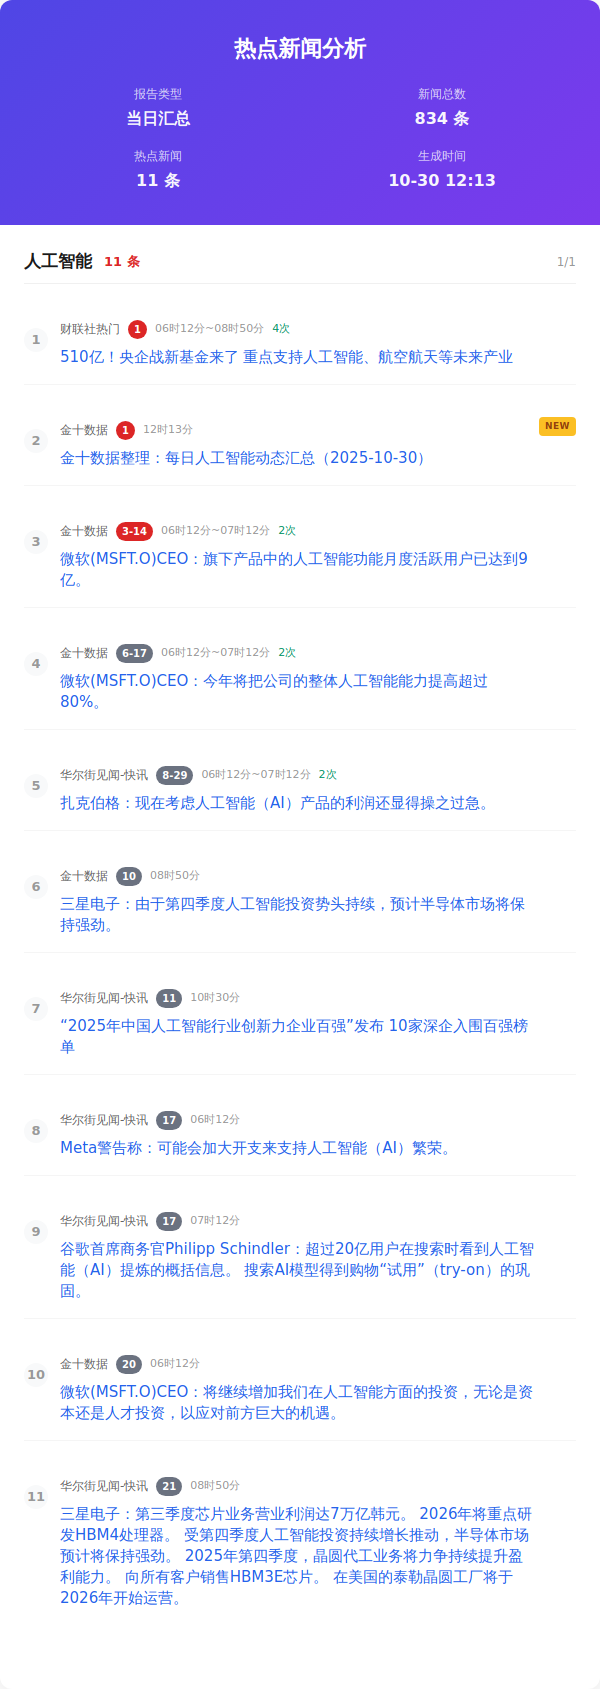 热点新闻分析
报告类型
新闻总数
当日汇总
834 条
热点新闻
生成时间
11 条
10-30 12:13
人工智能 11 条 1/1
1 财联社热门 1 06时12分~08时50分 4次
510亿！央企战新基金来了 重点支持人工智能、航空航天等未来产业
2 金十数据 1 12时13分 NEW
金十数据整理：每日人工智能动态汇总（2025-10-30）
3 金十数据 3-14 06时12分~07时12分 2次
微软(MSFT.O)CEO：旗下产品中的人工智能功能月度活跃用户已达到9
亿。
4 金十数据 6-17 06时12分~07时12分 2次
微软(MSFT.O)CEO：今年将把公司的整体人工智能能力提高超过
80%。
5 华尔街见闻-快讯 8-29 06时12分~07时12分 2次
扎克伯格：现在考虑人工智能（AI）产品的利润还显得操之过急。
6 金十数据 10 08时50分
三星电子：由于第四季度人工智能投资势头持续，预计半导体市场将保
持强劲。
7 华尔街见闻-快讯 11 10时30分
“2025年中国人工智能行业创新力企业百强”发布 10家深企入围百强榜
单
8 华尔街见闻-快讯 17 06时12分
Meta警告称：可能会加大开支来支持人工智能（AI）繁荣。
9 华尔街见闻-快讯 17 07时12分
谷歌首席商务官Philipp Schindler：超过20亿用户在搜索时看到人工智
能（AI）提炼的概括信息。 搜索AI模型得到购物“试用”（try-on）的巩
固。
10 金十数据 20 06时12分
微软(MSFT.O)CEO：将继续增加我们在人工智能方面的投资，无论是资
本还是人才投资，以应对前方巨大的机遇。
11 华尔街见闻-快讯 21 08时50分
三星电子：第三季度芯片业务营业利润达7万亿韩元。 2026年将重点研
发HBM4处理器。 受第四季度人工智能投资持续增长推动，半导体市场
预计将保持强劲。 2025年第四季度，晶圆代工业务将力争持续提升盈
利能力。 向所有客户销售HBM3E芯片。 在美国的泰勒晶圆工厂将于
2026年开始运营。